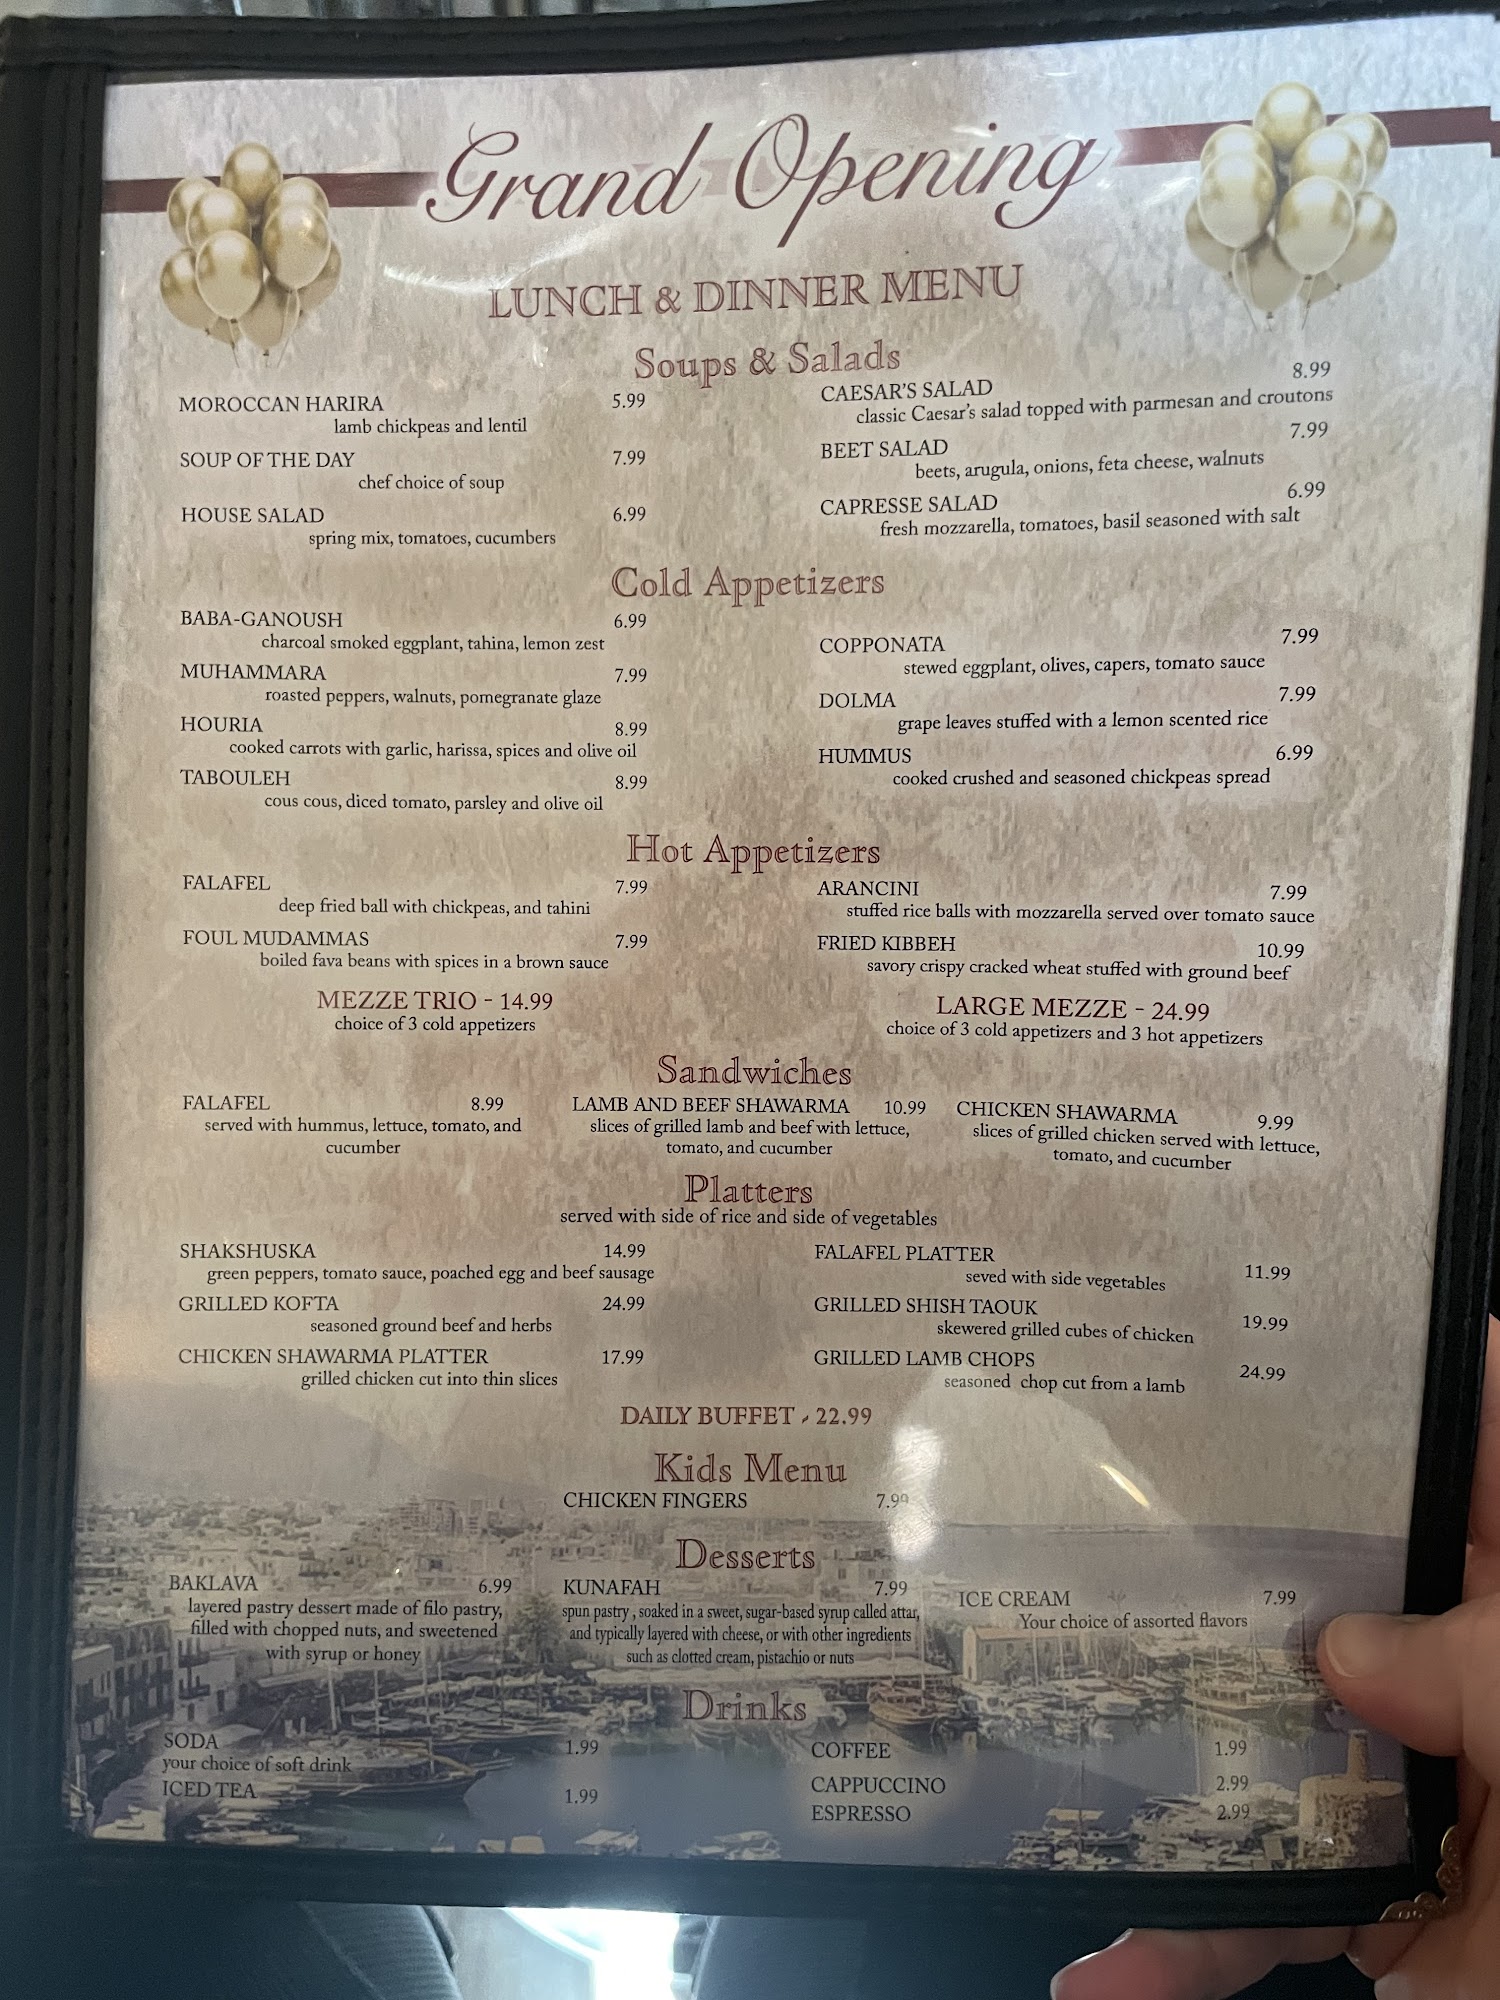 Grand Opening
LUNCH & DINNER MENU
Soups & Salads
MOROCCAN HARIRA 5.99
lamb chickpeas and lentil
SOUP OF THE DAY 7.99
chef choice of soup
HOUSE SALAD 6.99
spring mix, tomatoes, cucumbers
CAESAR'S SALAD 8.99
classic Caesar's salad topped with parmesan and croutons
BEET SALAD 7.99
beets, arugula, onions, feta cheese, walnuts
CAPRESSE SALAD 6.99
fresh mozzarella, tomatoes, basil seasoned with salt
Cold Appetizers
BABA-GANOUSH 6.99
charcoal smoked eggplant, tahina, lemon zest
MUHAMMARA 7.99
roasted peppers, walnuts, pomegranate glaze
HOURIA 8.99
cooked carrots with garlic, harissa, spices and olive oil
TABOULEH 8.99
cous cous, diced tomato, parsley and olive oil
COPPONATA 7.99
stewed eggplant, olives, capers, tomato sauce
DOLMA 7.99
grape leaves stuffed with a lemon scented rice
HUMMUS 6.99
cooked crushed and seasoned chickpeas spread
Hot Appetizers
FALAFEL 7.99
deep fried ball with chickpeas, and tahini
FOUL MUDAMMAS 7.99
boiled fava beans with spices in a brown sauce
ARANCINI 7.99
stuffed rice balls with mozzarella served over tomato sauce
FRIED KIBBEH 10.99
savory crispy cracked wheat stuffed with ground beef
MEZZE TRIO - 14.99
choice of 3 cold appetizers
LARGE MEZZE - 24.99
choice of 3 cold appetizers and 3 hot appetizers
Sandwiches
FALAFEL 8.99
served with hummus, lettuce, tomato, and
cucumber
LAMB AND BEEF SHAWARMA 10.99
slices of grilled lamb and beef with lettuce,
tomato, and cucumber
CHICKEN SHAWARMA 9.99
slices of grilled chicken served with lettuce,
tomato, and cucumber
Platters
served with side of rice and side of vegetables
SHAKSHUSKA 14.99
green peppers, tomato sauce, poached egg and beef sausage
GRILLED KOFTA 24.99
seasoned ground beef and herbs
CHICKEN SHAWARMA PLATTER 17.99
grilled chicken cut into thin slices
FALAFEL PLATTER 11.99
seved with side vegetables
GRILLED SHISH TAOUK 19.99
skewered grilled cubes of chicken
GRILLED LAMB CHOPS 24.99
seasoned chop cut from a lamb
DAILY BUFFET - 22.99
Kids Menu
CHICKEN FINGERS 7.99
Desserts
BAKLAVA 6.99
layered pastry dessert made of filo pastry,
filled with chopped nuts, and sweetened
with syrup or honey
KUNAFAH 7.99
spun pastry , soaked in a sweet, sugar-based syrup called attar,
and typically layered with cheese, or with other ingredients
such as clotted cream, pistachio or nuts
ICE CREAM 7.99
Your choice of assorted flavors
Drinks
SODA 1.99
your choice of soft drink
ICED TEA 1.99
COFFEE 1.99
CAPPUCCINO 2.99
ESPRESSO 2.99